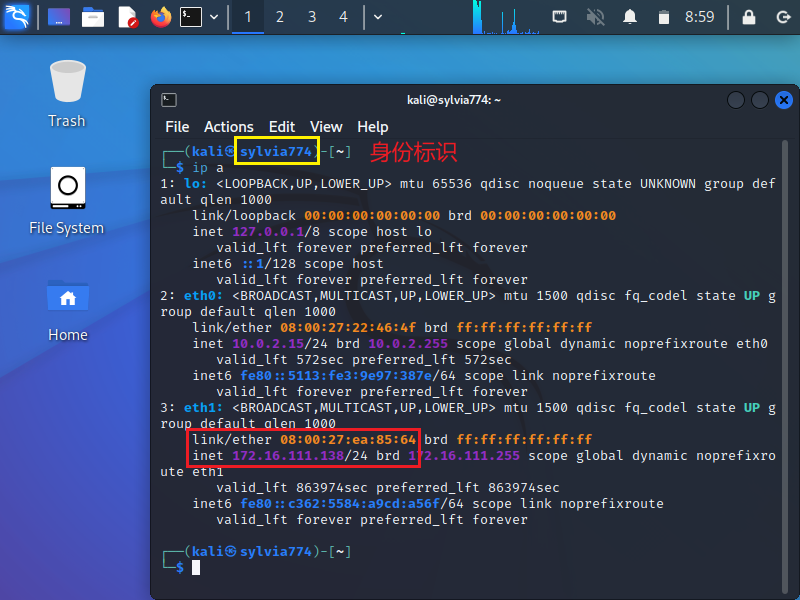 1 2 3 4 8:59
Trash
File System
Home
kali@sylvia774: ~
File Actions Edit View Help
┌──(kali㉿sylvia774)-[~] 身份标识
└─$ ip a
1: lo: <LOOPBACK,UP,LOWER_UP> mtu 65536 qdisc noqueue state UNKNOWN group def
ault qlen 1000
link/loopback 00:00:00:00:00:00 brd 00:00:00:00:00:00
inet 127.0.0.1/8 scope host lo
valid_lft forever preferred_lft forever
inet6 ::1/128 scope host
valid_lft forever preferred_lft forever
2: eth0: <BROADCAST,MULTICAST,UP,LOWER_UP> mtu 1500 qdisc fq_codel state UP g
roup default qlen 1000
link/ether 08:00:27:22:46:4f brd ff:ff:ff:ff:ff:ff
inet 10.0.2.15/24 brd 10.0.2.255 scope global dynamic noprefixroute eth0
valid_lft 572sec preferred_lft 572sec
inet6 fe80::5113:fe3:9e97:387e/64 scope link noprefixroute
valid_lft forever preferred_lft forever
3: eth1: <BROADCAST,MULTICAST,UP,LOWER_UP> mtu 1500 qdisc fq_codel state UP g
roup default qlen 1000
link/ether 08:00:27:ea:85:64 brd ff:ff:ff:ff:ff:ff
inet 172.16.111.138/24 brd 172.16.111.255 scope global dynamic noprefixro
ute eth1
valid_lft 863974sec preferred_lft 863974sec
inet6 fe80::c362:5584:a9cd:a56f/64 scope link noprefixroute
valid_lft forever preferred_lft forever
┌──(kali㉿sylvia774)-[~]
└─$